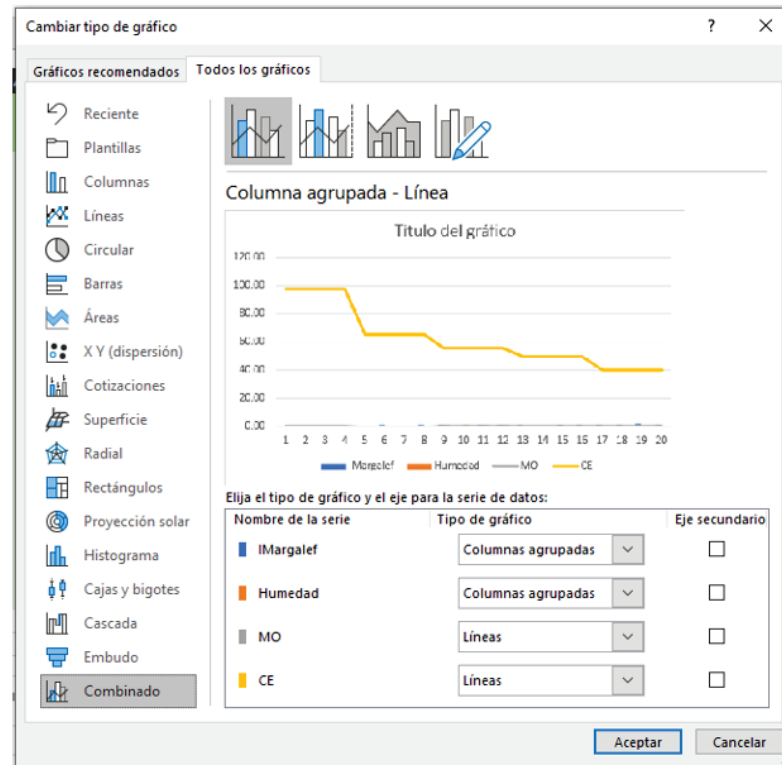 Cambiar tipo de gráfico
?
Gráficos recomendados
Todos los gráficos
Reciente
Plantillas
Columnas
Líneas
Circular
Barras
Áreas
X Y (dispersión)
Cotizaciones
Superficie
Radial
Rectángulos
Proyección solar
Histograma
Cajas y bigotes
Cascada
Embudo
Combinado
Columna agrupada - Línea
Título del gráfico
120.00
100.00
80.00
60.00
40.00
20.00
0.00
1 2 3 4 5 6 7 8 9 10 11 12 13 14 15 16 17 18 19 20
IMargalef Humedad MO CE
Elija el tipo de gráfico y el eje para la serie de datos:
Nombre de la serie Tipo de gráfico Eje secundario
IMargalef Columnas agrupadas
Humedad Columnas agrupadas
MO Líneas
CE Líneas
Aceptar Cancelar